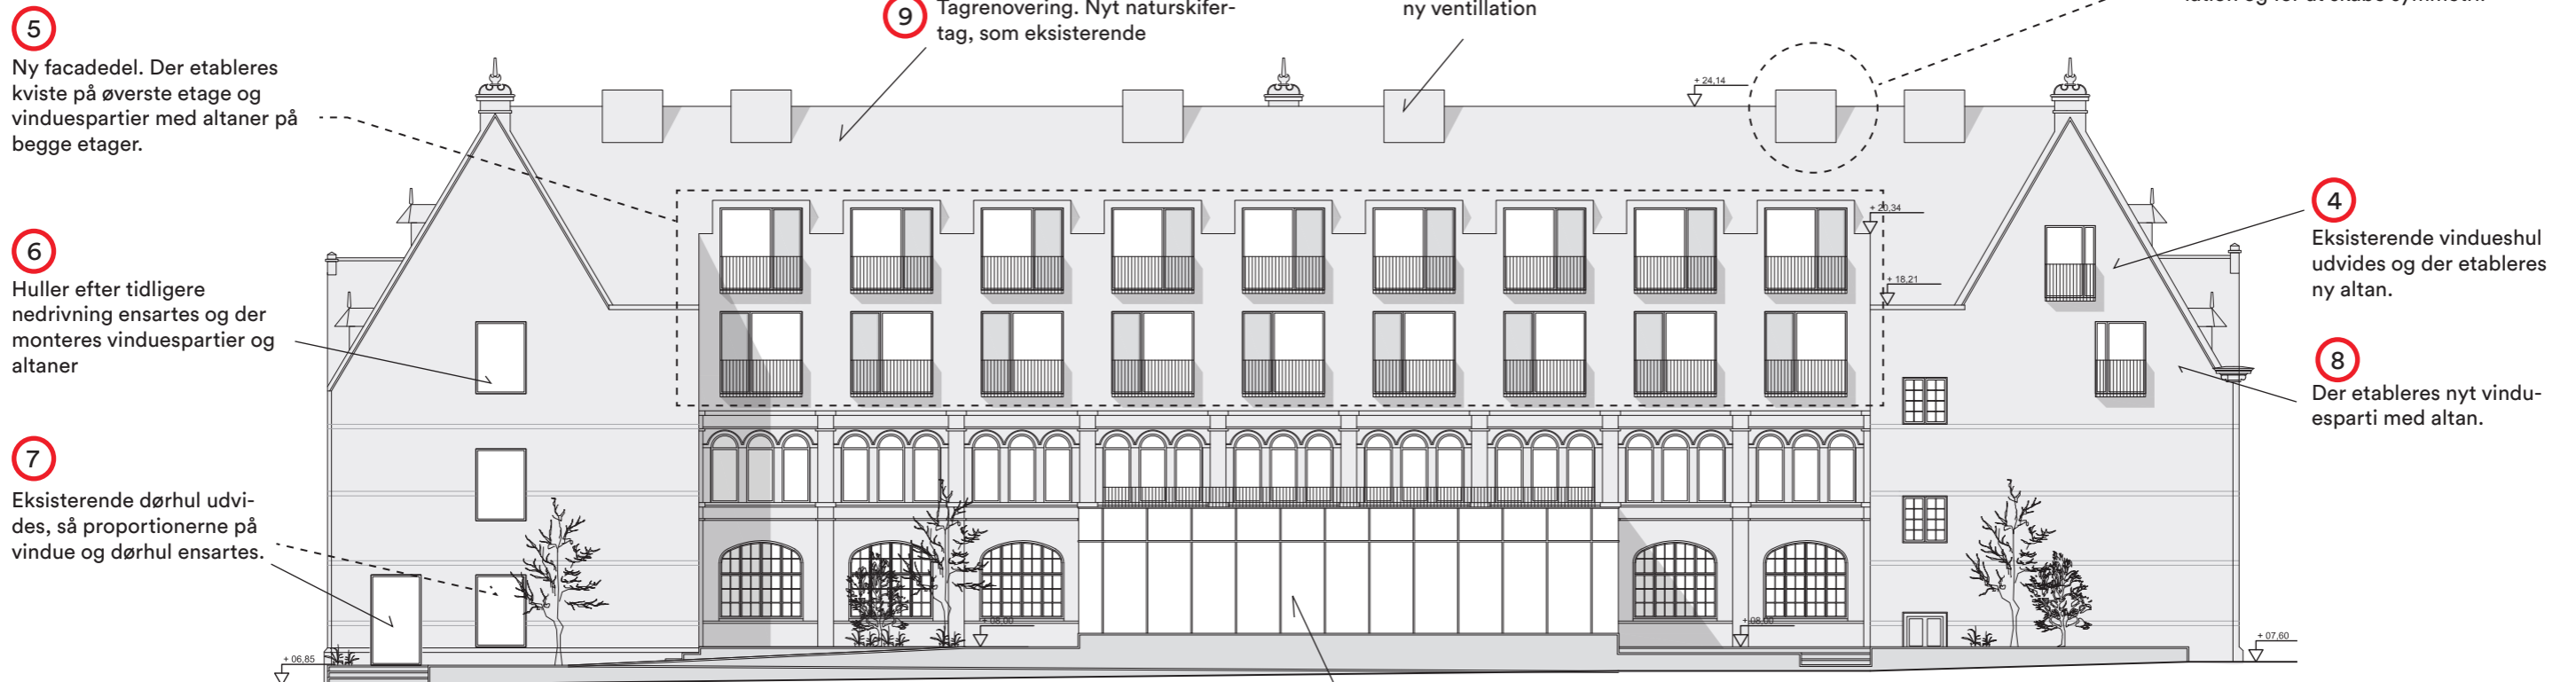 5
Ny facadedel. Der etableres
kviste på øverste etage og
vinduespartier med altaner på
begge etager.
6
Huller efter tidligere
nedrivning ensartes og der
monteres vinduespartier og
altaner
7
Eksisterende dørhul udvi-
des, så proportionerne på
vindue og dørhul ensartes.
9
Tagrenovering. Nyt naturskifer-
tag, som eksisterende
ny ventillation
+ 24,14
+ 20,34
+ 18,21
4
Eksisterende vindueshul
udvides og der etableres
ny altan.
8
Der etableres nyt vindu-
esparti med altan.
+ 08,00
+ 08,00
+ 06,85
+ 07,60